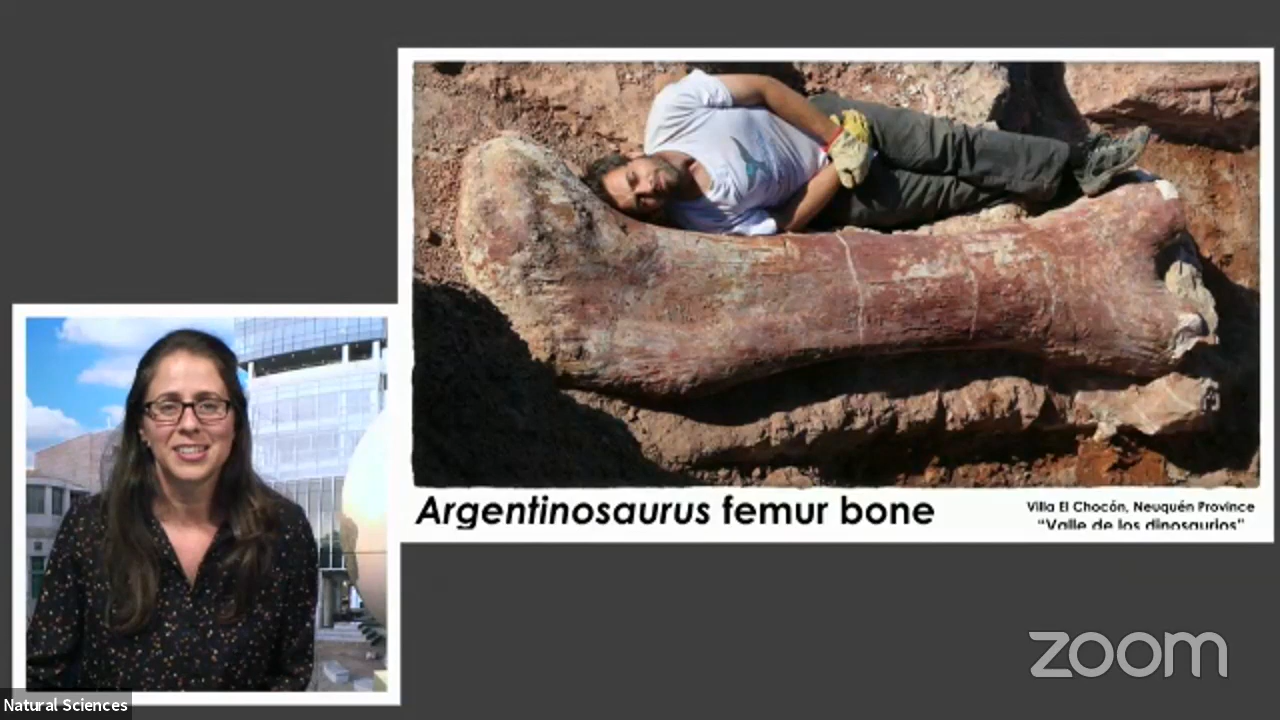 Argentinosaurus femur bone
Villa El Chocón, Neuquén Province
"Valle de los dinosaurios"
zoom
Natural Sciences